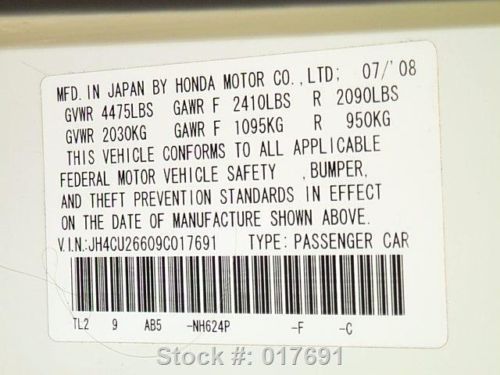 MFD. IN JAPAN BY HONDA MOTOR CO., LTD; 07/'08
GVWR 4475LBS GAWR F 2410LBS R 2090LBS
GVWR 2030KG GAWR F 1095KG R 950KG
THIS VEHICLE CONFORMS TO ALL APPLICABLE
FEDERAL MOTOR VEHICLE SAFETY , BUMPER,
AND THEFT PREVENTION STANDARDS IN EFFECT
ON THE DATE OF MANUFACTURE SHOWN ABOVE.
V.I.N.:JH4CU26609C017691 TYPE: PASSENGER CAR
TL2 9 AB5 -NH624P -F -C
Stock #: 017691